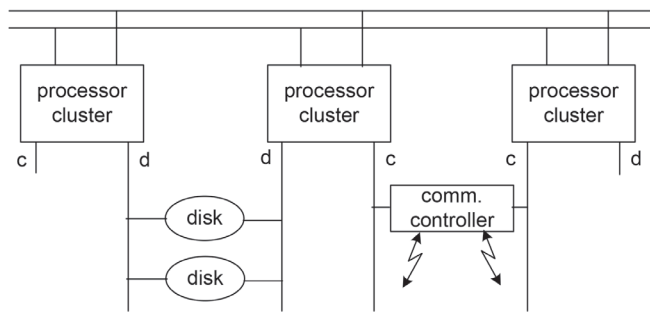 processor
cluster
processor
cluster
processor
cluster
c
d
d
c
c
d
comm.
controller
disk
disk